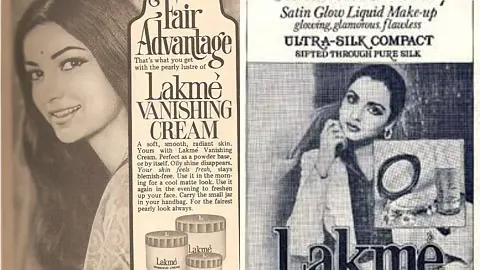 Fair
Advantage
That's what you get
with the pearly lustre of
Lakmé
VANISHING
CREAM
A soft, smooth, radiant skin.
Yours with Lakmé Vanishing
Cream. Perfect as a powder base,
or by itself. Oily shine disappears.
Your skin feels fresh, stays
blemish-free. Use it in the morn-
ing for a cool matte look. Use it
again in the evening to freshen
up your face. Carry the small jar
in your handbag. For the fairest
pearly look always.
Lakmé
VANISHING CREAM
Satin Glow Liquid Make-up
glowing, glamorous, flawless
ULTRA-SILK COMPACT
SIFTED THROUGH PURE SILK
Lakmé